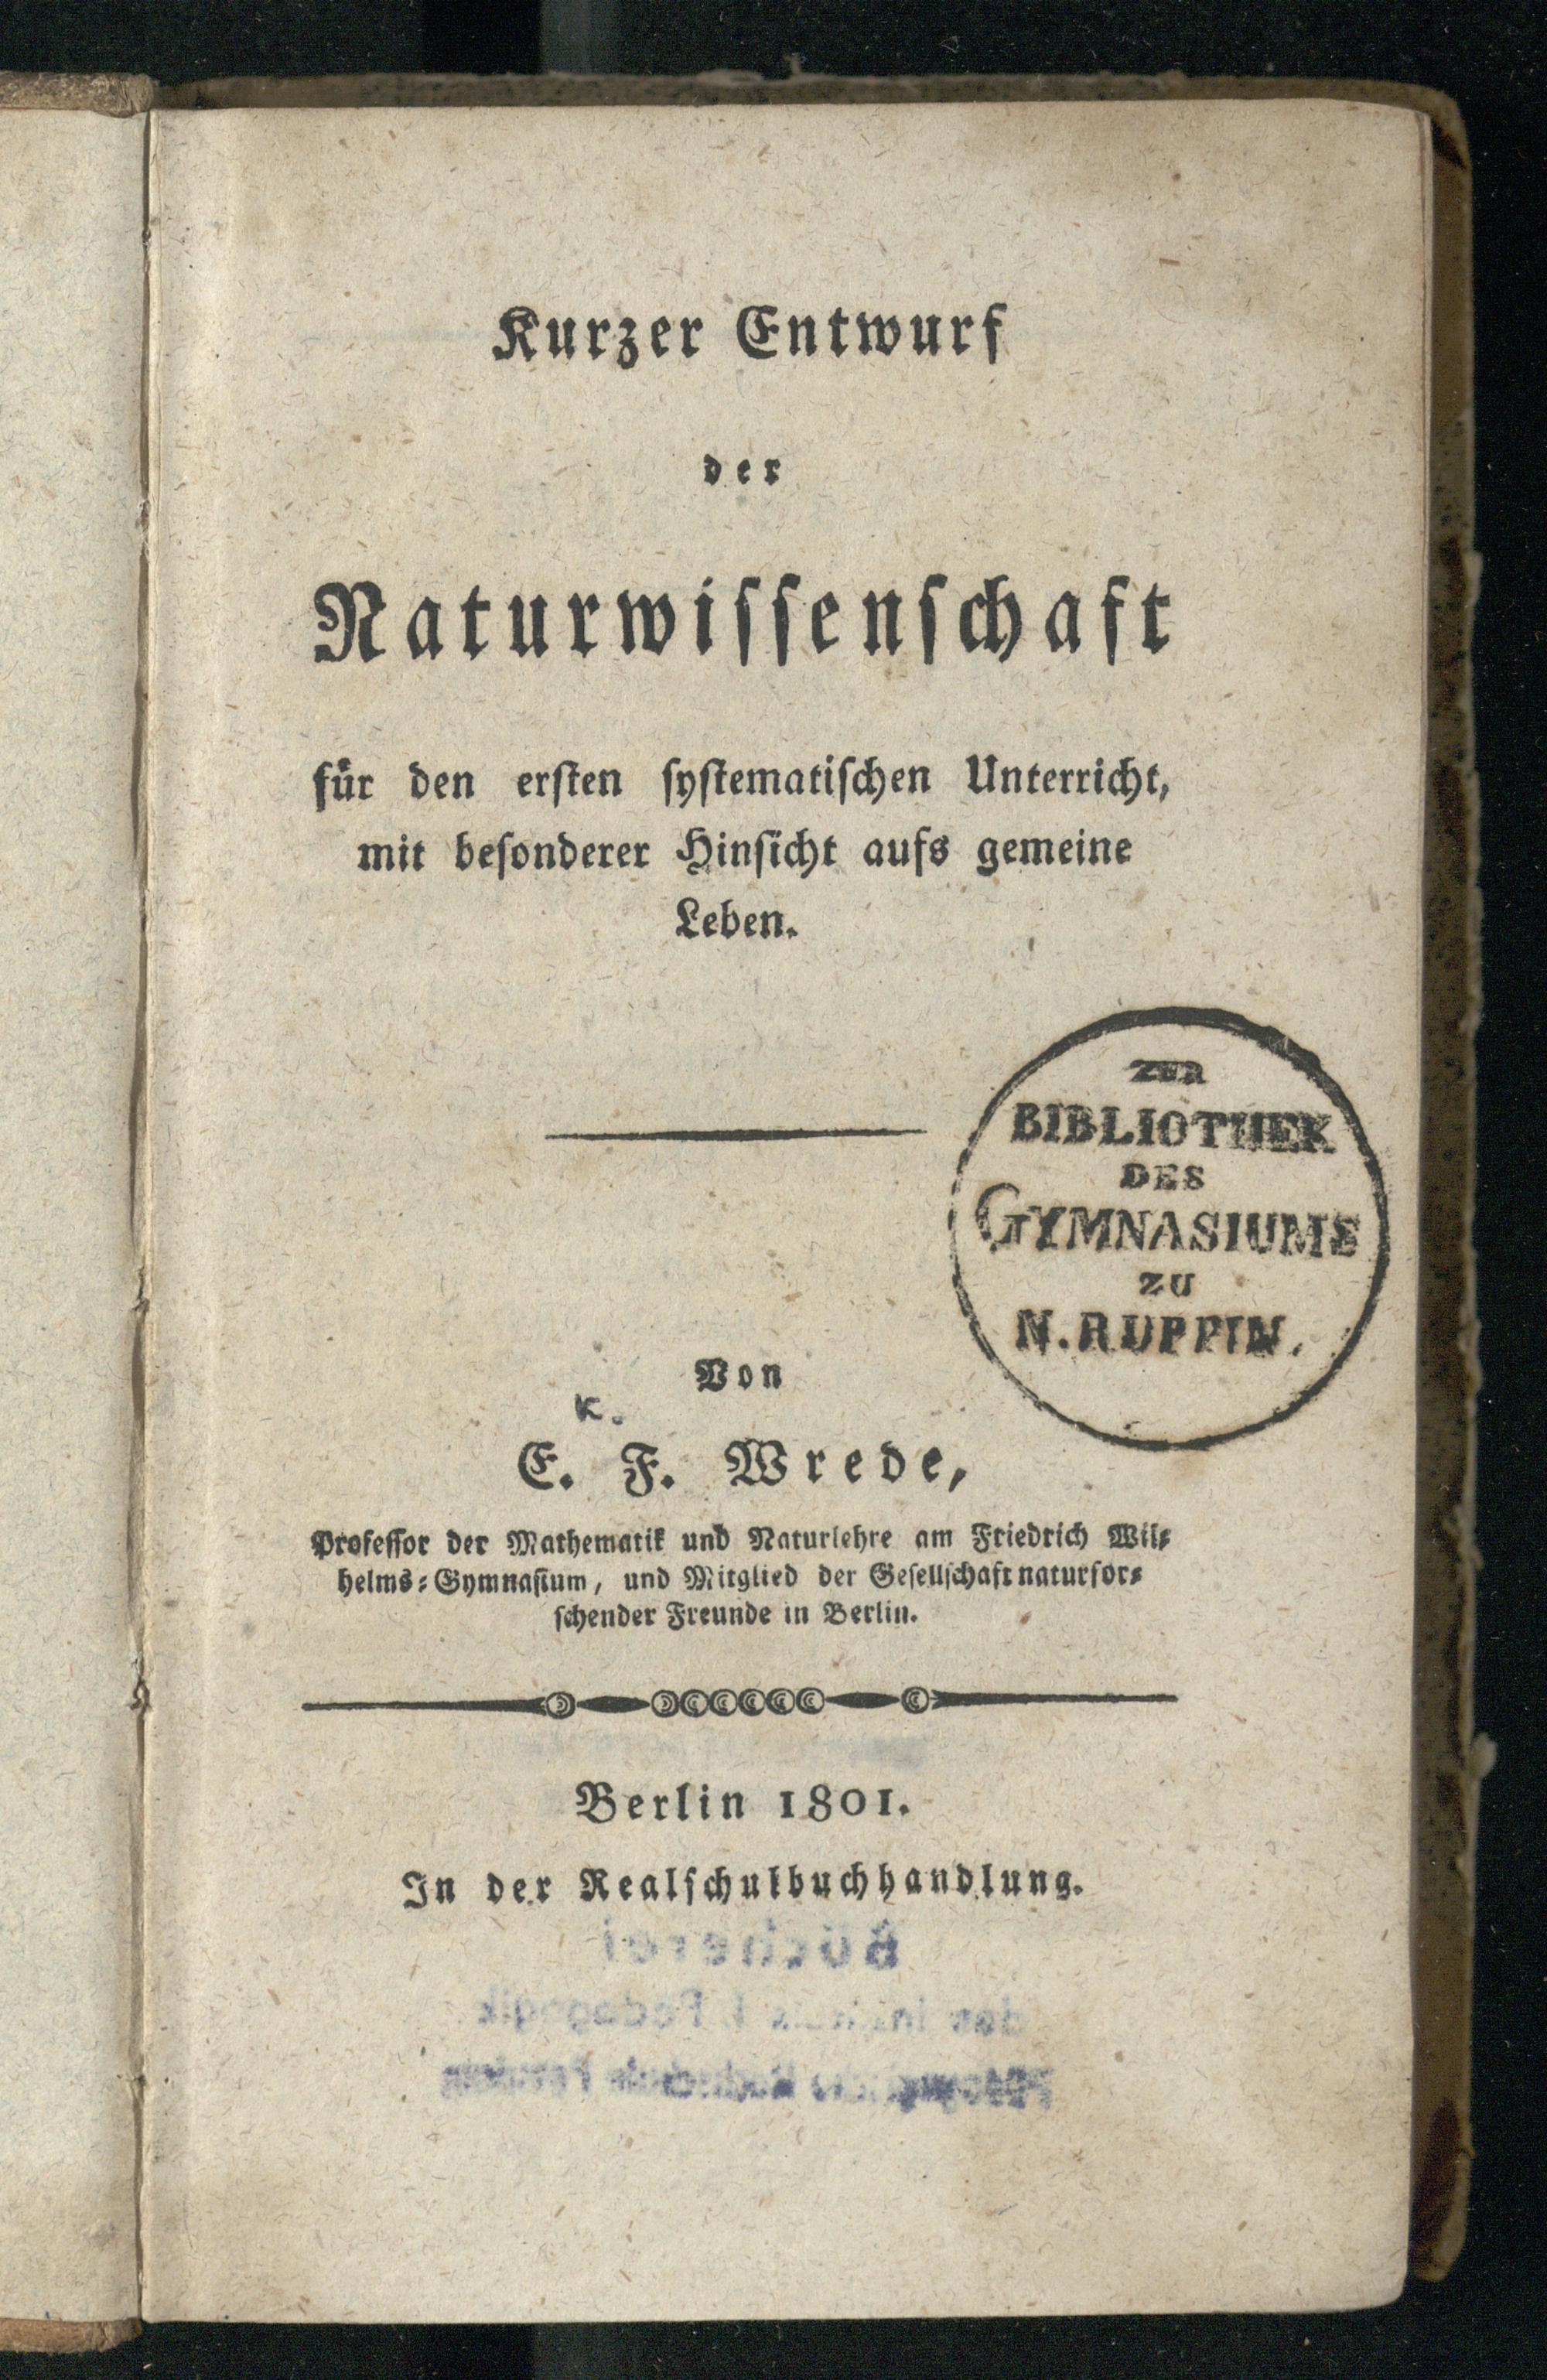 Kurzer Entwurf
der
Naturwiſſenſchaft
für den erſten ſyſtematiſchen Unterricht,
mit beſonderer Hinſicht aufs gemeine
Leben.
ZUR
BIBLIOTHEK
DES
GYMNASIUMS
ZU
N. RUPPIN.
Von
K.
E. F. Wrede,
Profeſſor der Mathematik und Naturlehre am Friedrich Wil⸗
helms⸗Gymnaſium, und Mitglied der Geſellſchaft naturfor⸗
ſchender Freunde in Berlin.
Berlin 1801.
In der Realſchulbuchhandlung.
Bücherei